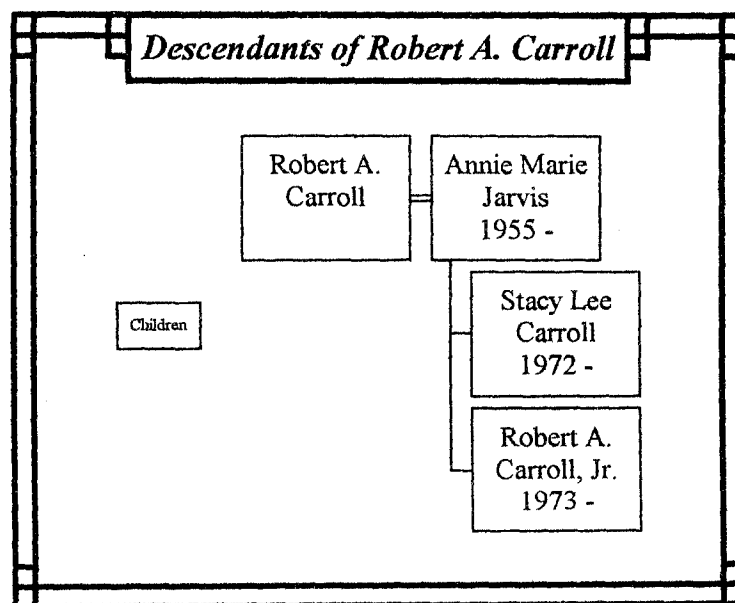 Descendants of Robert A. Carroll
Robert A.
Carroll
Annie Marie
Jarvis
1955 -
Children
Stacy Lee
Carroll
1972 -
Robert A.
Carroll, Jr.
1973 -